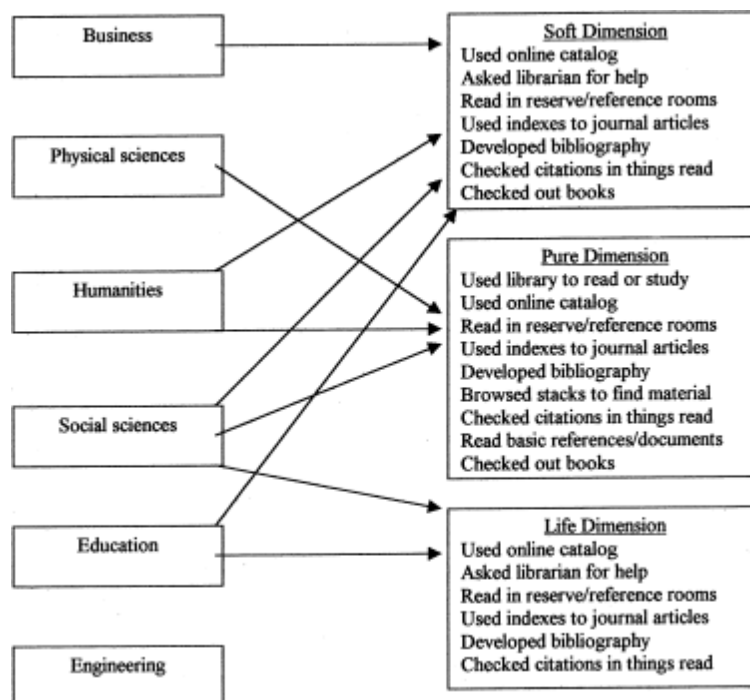 Business
Physical sciences
Humanities
Social sciences
Education
Engineering
Soft Dimension
Used online catalog
Asked librarian for help
Read in reserve/reference rooms
Used indexes to journal articles
Developed bibliography
Checked citations in things read
Checked out books
Pure Dimension
Used library to read or study
Used online catalog
Read in reserve/reference rooms
Used indexes to journal articles
Developed bibliography
Browsed stacks to find material
Checked citations in things read
Read basic references/documents
Checked out books
Life Dimension
Used online catalog
Asked librarian for help
Read in reserve/reference rooms
Used indexes to journal articles
Developed bibliography
Checked citations in things read